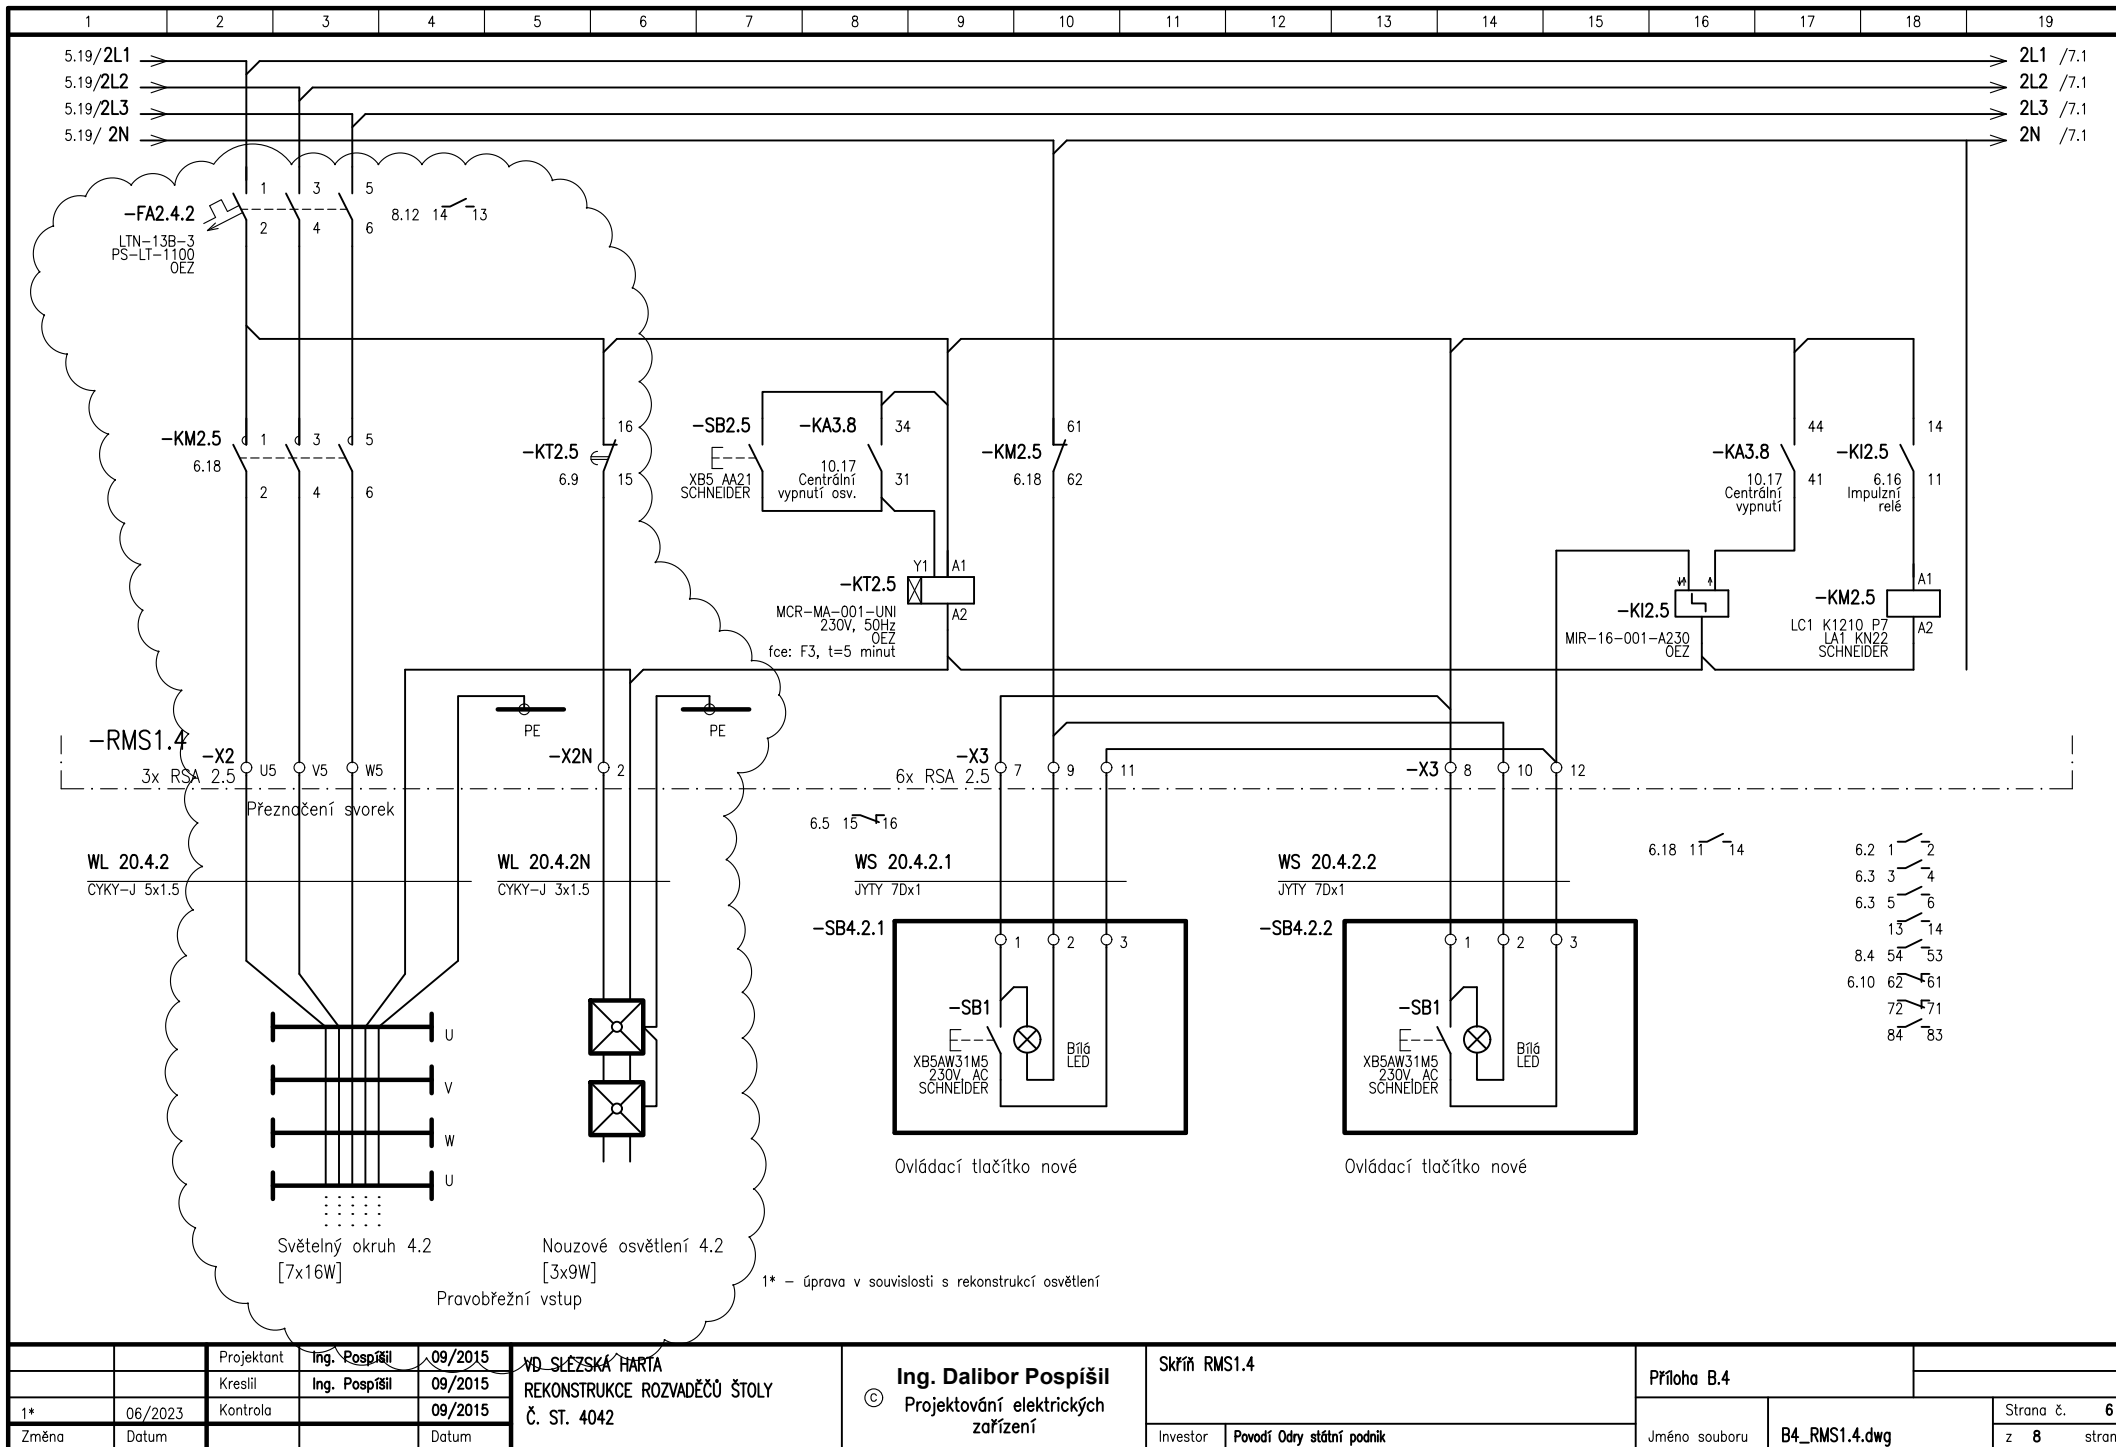 1 2 3 4 5 6 7 8 9 10 11 12 13 14 15 16 17 18 19
5.19/2L1
2L1 /7.1
5.19/2L2
2L2 /7.1
5.19/2L3
2L3 /7.1
5.19/ 2N
2N /7.1
-FA2.4.2
LTN-13B-3
PS-LT-1100
OEZ
1 3 5
2 4 6
8.12 14 13
-KM2.5
6.18
1 3 5
2 4 6
-KT2.5
6.9
16
15
-SB2.5
XB5 AA21
SCHNEIDER
-KA3.8
10.17
Centrální
vypnutí osv.
34
31
-KM2.5
6.18
61
62
-KA3.8
10.17
Centrální
vypnutí
44
41
-KI2.5
6.16
Impulzní
relé
14
11
Y1 A1
-KT2.5
A2
MCR-MA-001-UNI
230V, 50Hz
OEZ
fce: F3, t=5 minut
-KI2.5
MIR-16-001-A230
OEZ
A1
-KM2.5
A2
LC1 K1210 P7
LA1 KN22
SCHNEIDER
PE
PE
-RMS1.4
-X2
3x RSA 2.5
U5 V5 W5
-X2N
2
-X3
6x RSA 2.5
7 9 11
-X3
8 10 12
Přeznačení svorek
6.5 15 16
WL 20.4.2
CYKY-J 5x1.5
WL 20.4.2N
CYKY-J 3x1.5
WS 20.4.2.1
JYTY 7Dx1
WS 20.4.2.2
JYTY 7Dx1
6.18 11 14
6.2 1 2
6.3 3 4
6.3 5 6
13 14
8.4 54 53
6.10 62 61
72 71
84 83
-SB4.2.1
1 2 3
-SB1
XB5AW31M5
230V, AC
SCHNEIDER
Bílá
LED
-SB4.2.2
1 2 3
-SB1
XB5AW31M5
230V, AC
SCHNEIDER
Bílá
LED
U
V
W
U
Ovládací tlačítko nové
Ovládací tlačítko nové
Světelný okruh 4.2
[7x16W]
Nouzové osvětlení 4.2
[3x9W]
Pravobřežní vstup
1* - úprava v souvislosti s rekonstrukcí osvětlení
Projektant Ing. Pospíšil 09/2015
Kreslil Ing. Pospíšil 09/2015
1* 06/2023 Kontrola 09/2015
Změna Datum Datum
VD SLEZSKÁ HARTA
REKONSTRUKCE ROZVADĚČŮ ŠTOLY
Č. ST. 4042
© Ing. Dalibor Pospíšil
Projektování elektrických
zařízení
Skříň RMS1.4
Investor Povodí Odry státní podnik
Příloha B.4
Jméno souboru B4_RMS1.4.dwg
Strana č. 6
z 8 stran